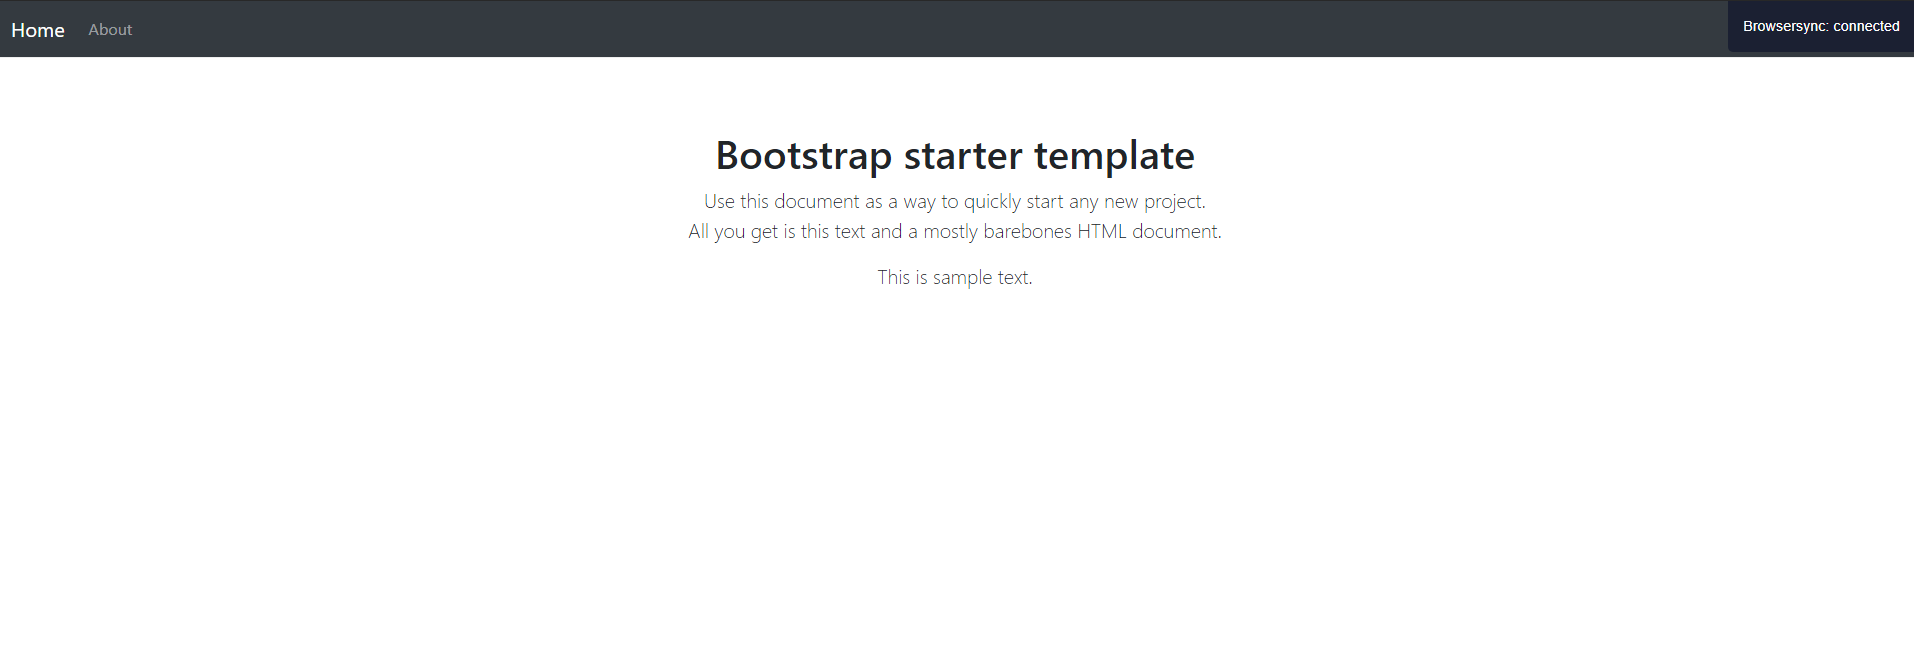 Home About Browsersync: connected
Bootstrap starter template
Use this document as a way to quickly start any new project.
All you get is this text and a mostly barebones HTML document.
This is sample text.